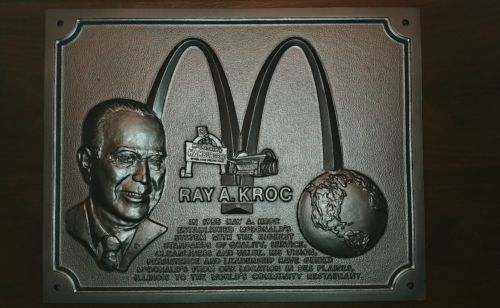 McDONALD'S
HAMBURGERS
RAY A. KROC
IN 1955 RAY A. KROC
ESTABLISHED McDONALD'S
SYSTEM WITH THE HIGHEST
STANDARDS OF QUALITY, SERVICE,
CLEANLINESS AND VALUE. HIS VISION,
PERSISTENCE AND LEADERSHIP HAVE GUIDED
McDONALD'S FROM ONE LOCATION IN DES PLAINES,
ILLINOIS TO THE WORLD'S COMMUNITY RESTAURANT.